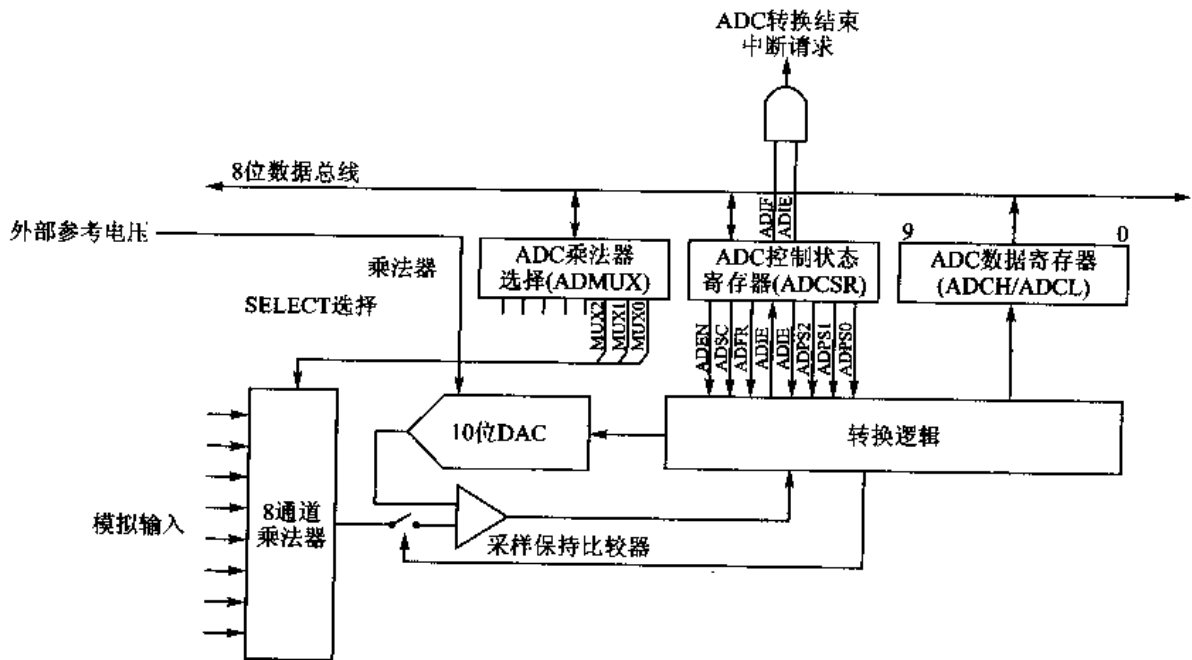 ADC转换结束
中断请求
8位数据总线
外部参考电压
乘法器
SELECT选择
ADC乘法器
选择(ADMUX)
MUX2
MUX1
MUX0
ADIF
ADIE
ADC控制状态
寄存器(ADCSR)
9
0
ADC数据寄存器
(ADCH/ADCL)
ADEN
ADSC
ADFR
ADIE
ADIE
ADPS2
ADPS1
ADPS0
10位DAC
转换逻辑
模拟输入
8通道
乘法器
采样保持比较器